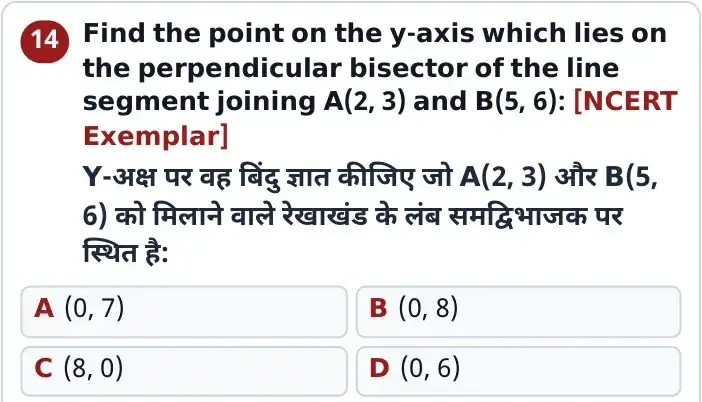 14 Find the point on the y-axis which lies on
the perpendicular bisector of the line
segment joining A(2, 3) and B(5, 6): [NCERT
Exemplar]
Y-अक्ष पर वह बिंदु ज्ञात कीजिए जो A(2, 3) और B(5,
6) को मिलाने वाले रेखाखंड के लंब समद्विभाजक पर
स्थित है:
A (0, 7) B (0, 8)
C (8, 0) D (0, 6)